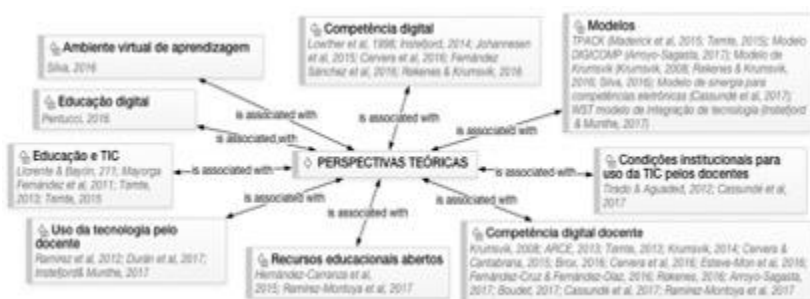 Ambiente virtual de aprendizagem
Silva, 2016
Competência digital
Lowther et al, 1998; Instefjord, 2014; Johannesen
et al, 2015; Cervera et al, 2016; Fernández
Sánchez et al, 2016; Røkenes & Krumsvik, 2016
Modelos
TPACK (Maderick et al, 2015; Tømte, 2015); Modelo
DIGICOMP (Arroyo-Sagasta, 2017); Modelo de
Krumsvik (Krumsvik, 2008; Røkenes & Krumsvik,
2016; Silva, 2016); Modelo de sinergia para
competências eletrônicas (Cassundé et al, 2017);
WST modelo de integração de tecnologia (Instefjord
& Munthe, 2017)
Educação digital
Pentucci, 2015
is associated with
is associated with
is associated with
is associated with
Educação e TIC
Llorente & Bayón, 211; Mayorga
Fernández et al, 2011; Tømte,
2013; Tømte, 2015
is associated with
PERSPECTIVAS TEÓRICAS
is associated with
Condições institucionais para
uso da TIC pelos docentes
Tirado & Aguaded, 2012; Cassundé et al,
2017
is associated with
is associated with
is associated with
Uso da tecnologia pelo
docente
Ramírez et al, 2012; Durán et al, 2017;
Instefjord& Munthe, 2017
Recursos educacionais abertos
Hernández-Carranza et al,
2015; Ramírez-Montoya et al, 2017
Competência digital docente
Krumsvik, 2008; ARCE, 2013; Tømte, 2013; Krumsvik, 2014; Cervera &
Cantabrana, 2015; Brox, 2016; Cervera et al, 2016; Esteve-Mon et al, 2016;
Fernández-Cruz & Fernández-Díaz, 2016; Røkenes, 2016; Arroyo-Sagasta,
2017; Boudet, 2017; Cassundé et al, 2017; Ramírez-Montoya et al, 2017